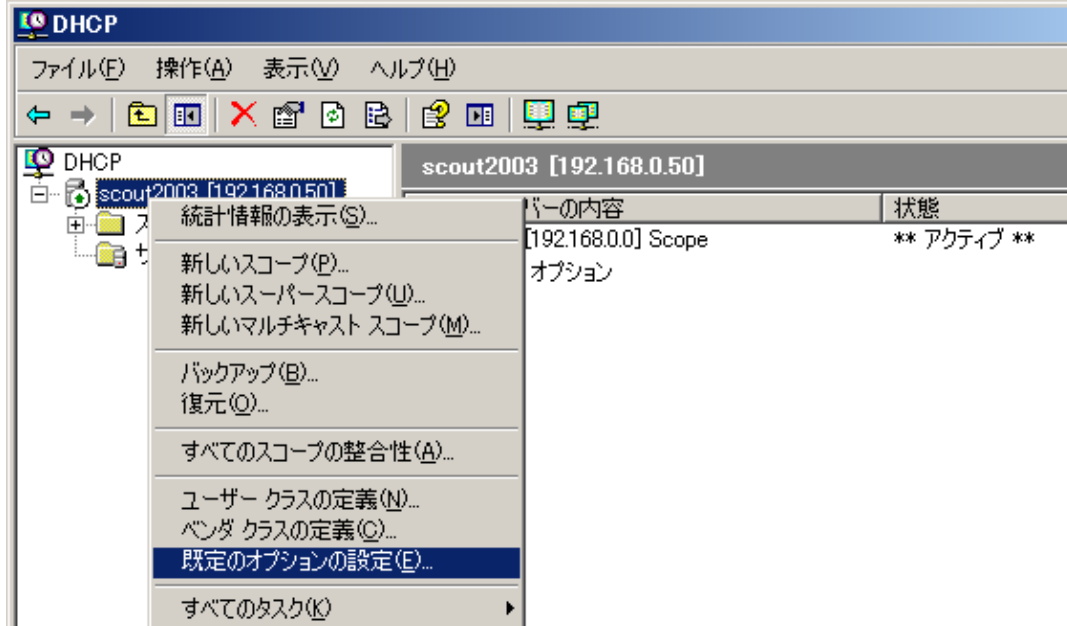 DHCP
ファイル(F) 操作(A) 表示(V) ヘルプ(H)
DHCP
scout2003 [192.168.0.50]
scout2003 [192.168.0.50]
バーの内容 状態
[192.168.0.0] Scope ** アクティブ **
オプション
統計情報の表示(S)...
新しいスコープ(P)...
新しいスーパースコープ(U)...
新しいマルチキャスト スコープ(M)...
バックアップ(B)...
復元(O)...
すべてのスコープの整合性(A)...
ユーザー クラスの定義(N)...
ベンダ クラスの定義(C)...
既定のオプションの設定(E)...
すべてのタスク(K)